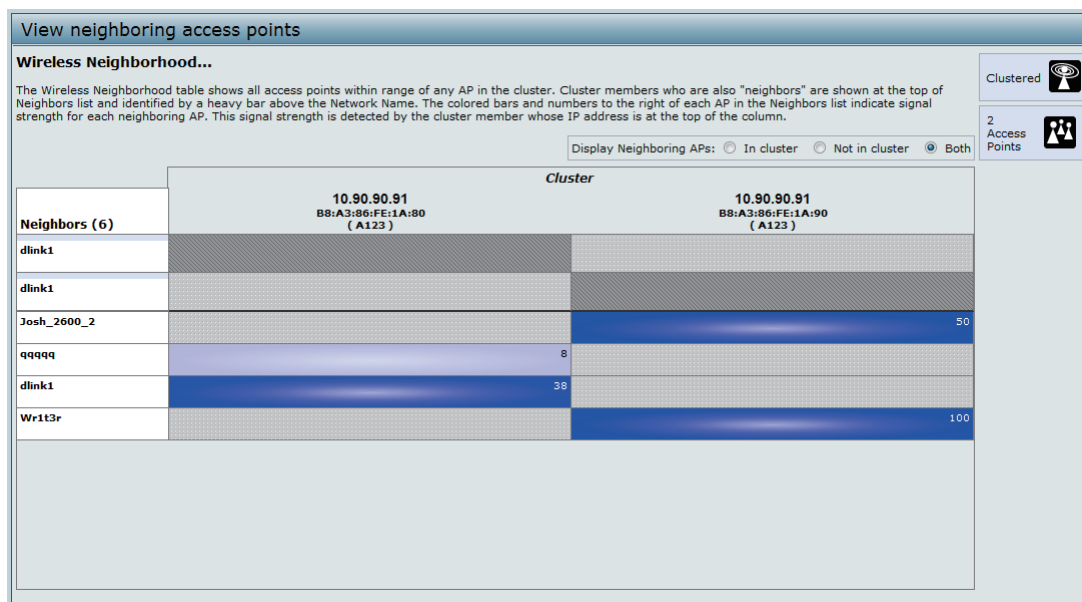 View neighboring access points
Wireless Neighborhood...
The Wireless Neighborhood table shows all access points within range of any AP in the cluster. Cluster members who are also "neighbors" are shown at the top of
Neighbors list and identified by a heavy bar above the Network Name. The colored bars and numbers to the right of each AP in the Neighbors list indicate signal
strength for each neighboring AP. This signal strength is detected by the cluster member whose IP address is at the top of the column.
Clustered
2
Access
Points
Display Neighboring APs: In cluster Not in cluster Both
Cluster
Neighbors (6)
10.90.90.91
B8:A3:86:FE:1A:80
( A123 )
10.90.90.91
B8:A3:86:FE:1A:90
( A123 )
dlink1
dlink1
Josh_2600_2 50
qqqqq 8
dlink1 38
Wr1t3r 100